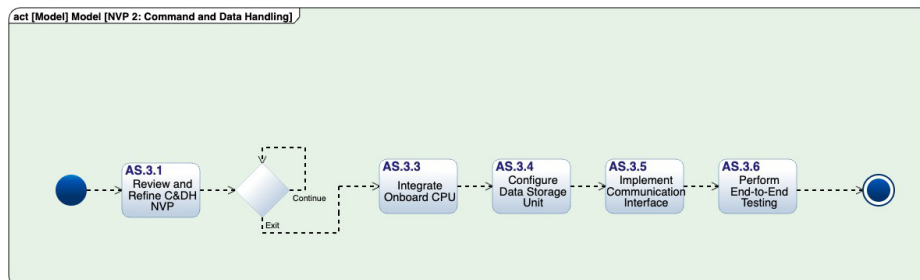 act [Model] Model [NVP 2: Command and Data Handling]
AS.3.1
Review and
Refine C&DH
NVP
Continue
Exit
AS.3.3
Integrate
Onboard CPU
AS.3.4
Configure
Data Storage
Unit
AS.3.5
Implement
Communication
Interface
AS.3.6
Perform
End-to-End
Testing